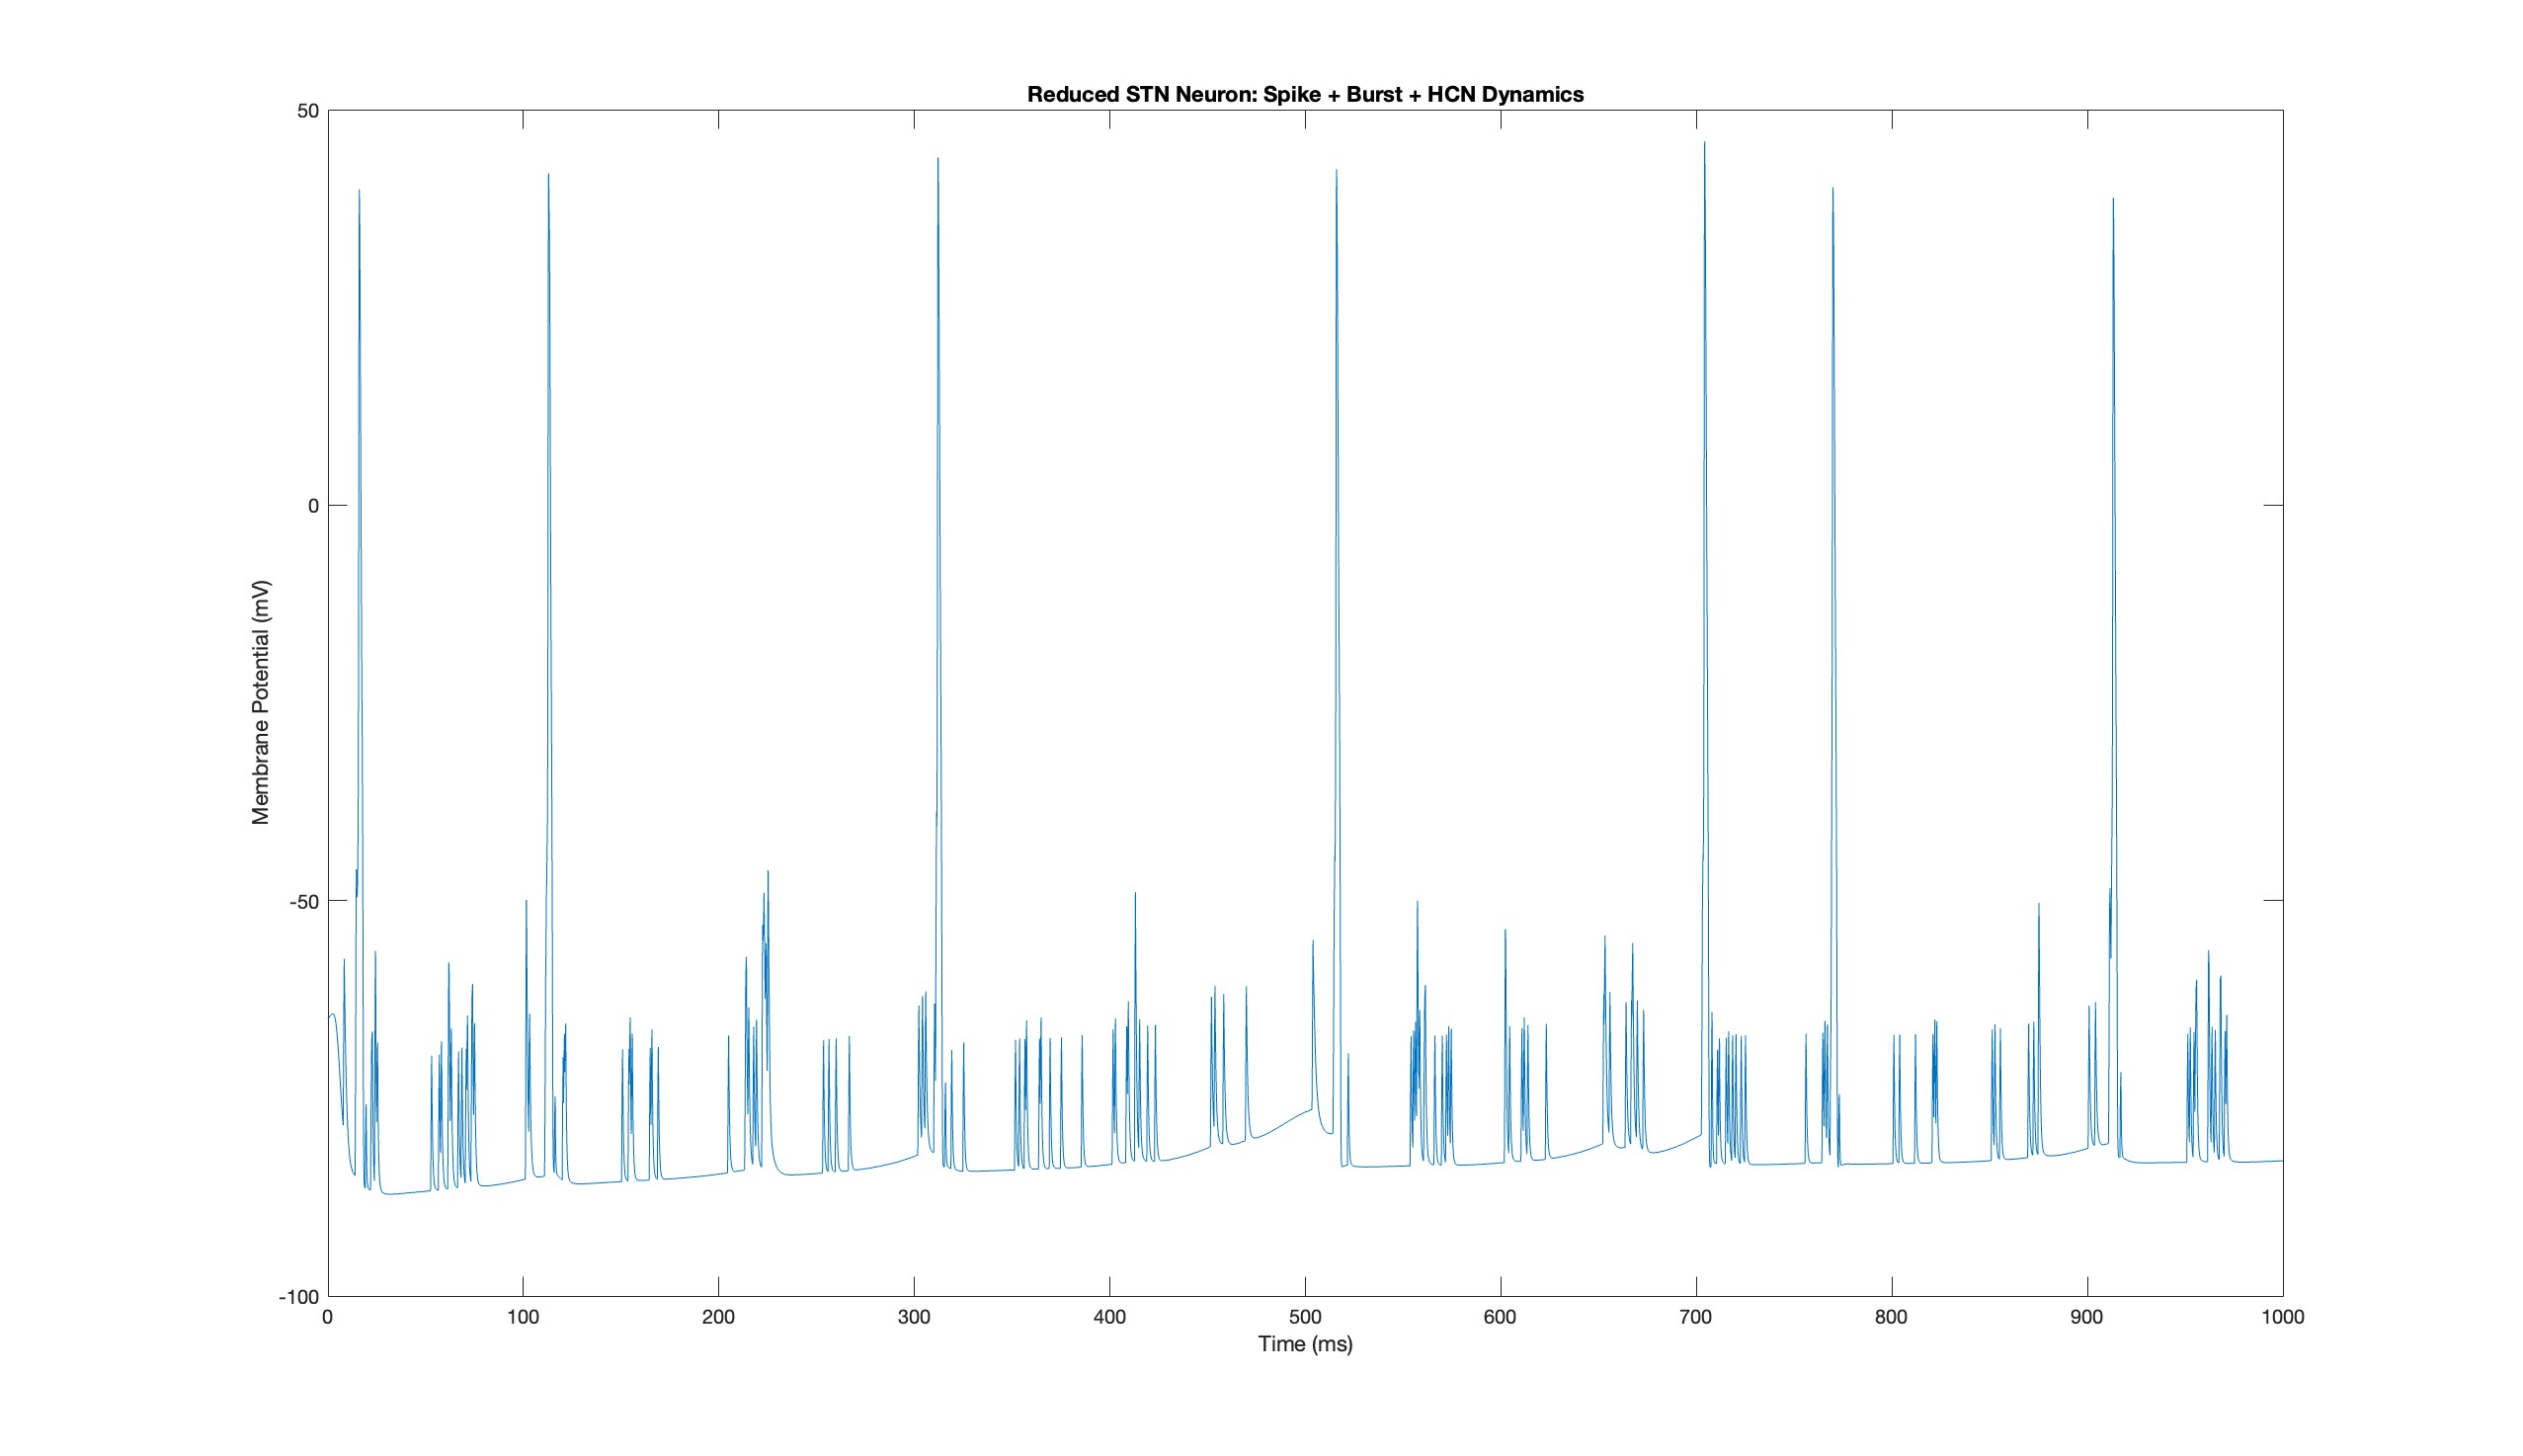 Reduced STN Neuron: Spike + Burst + HCN Dynamics
50
0
-50
-100
Membrane Potential (mV)
0 100 200 300 400 500 600 700 800 900 1000
Time (ms)